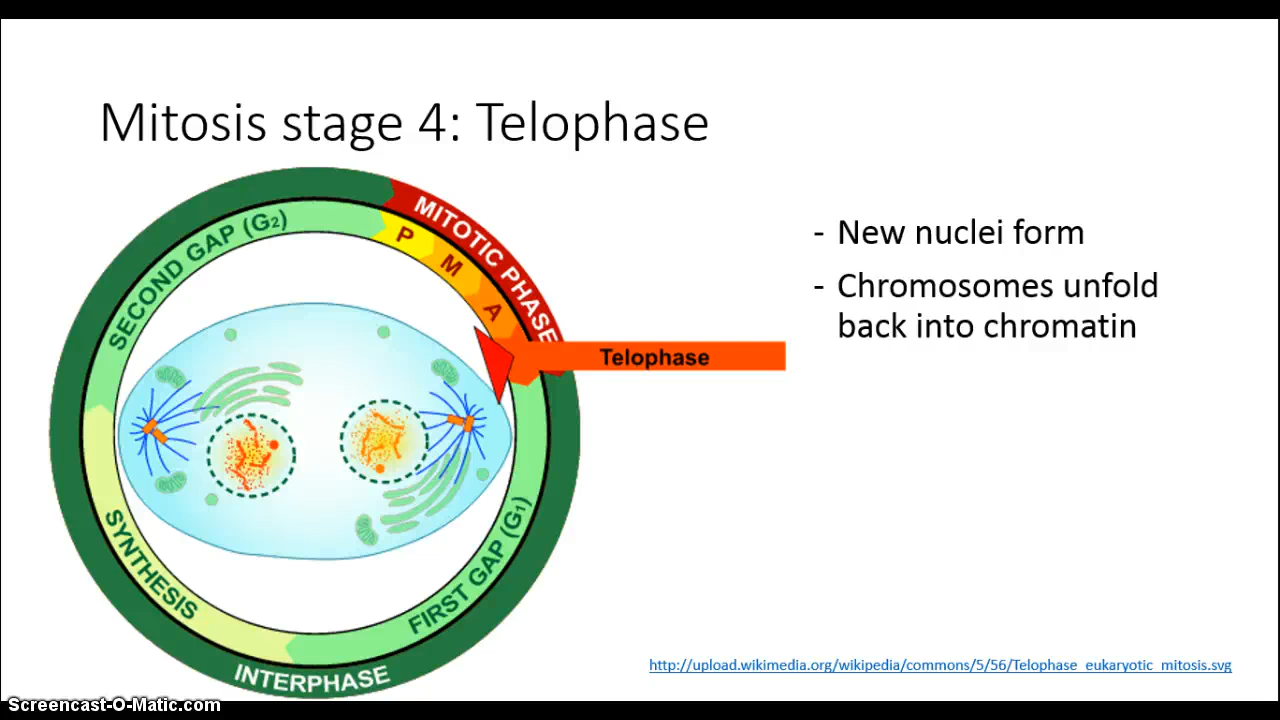 Mitosis stage 4: Telophase
MITOTIC PHASE
SECOND GAP (G2)
P
M
A
- New nuclei form
- Chromosomes unfold
back into chromatin
Telophase
SYNTHESIS
FIRST GAP (G1)
INTERPHASE
http://upload.wikimedia.org/wikipedia/commons/5/56/Telophase_eukaryotic_mitosis.svg
Screencast-O-Matic.com